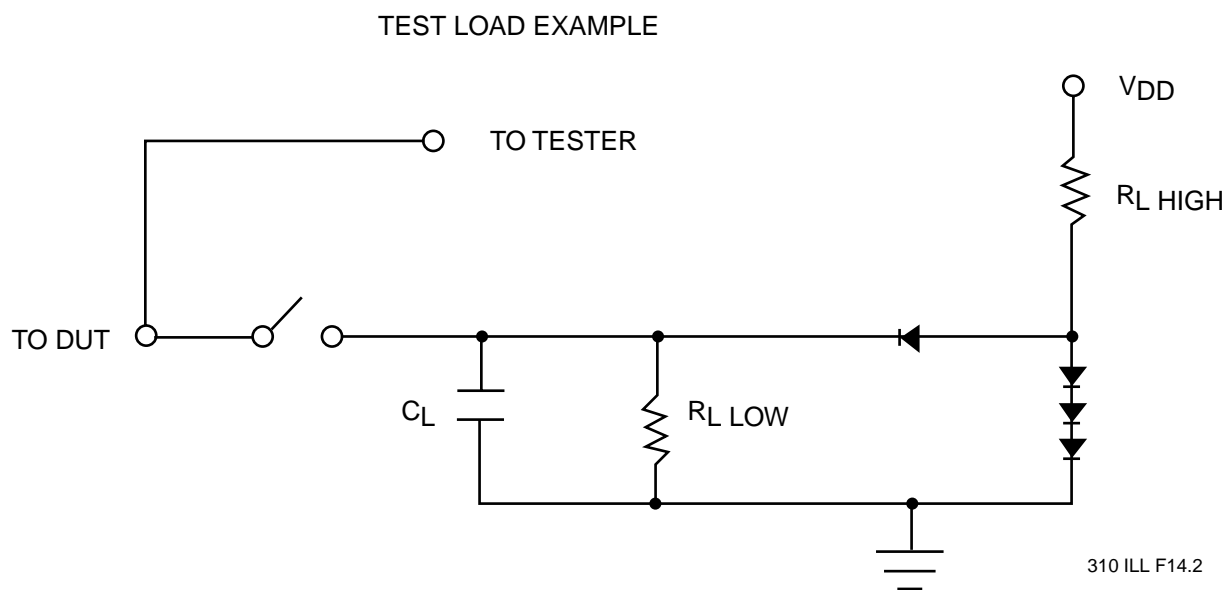 TEST LOAD EXAMPLE
VDD
TO TESTER
RL HIGH
TO DUT
CL
RL LOW
310 ILL F14.2